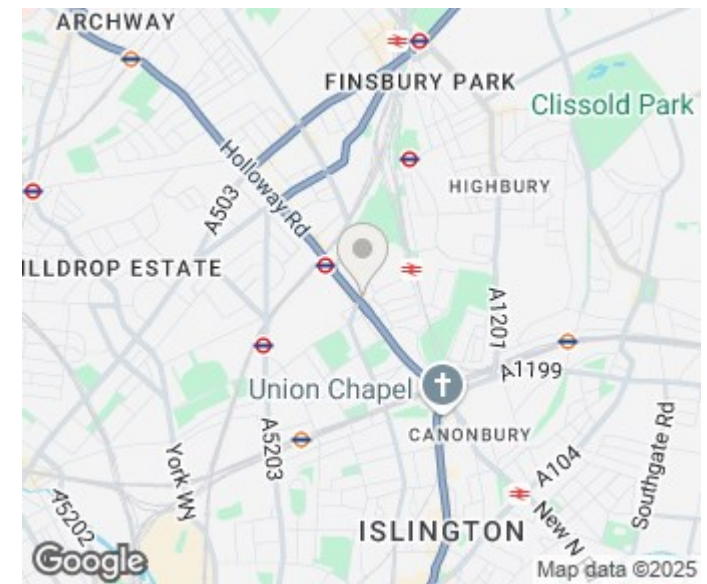 ARCHWAY
FINSBURY PARK
Clissold Park
Holloway Rd
A503
HIGHBURY
ILLDROP ESTATE
A1201
A1199
Union Chapel
CANONBURY
A5203
York Wy
A104
Southgate Rd
A5202
ISLINGTON
New N
Google
Map data ©2025